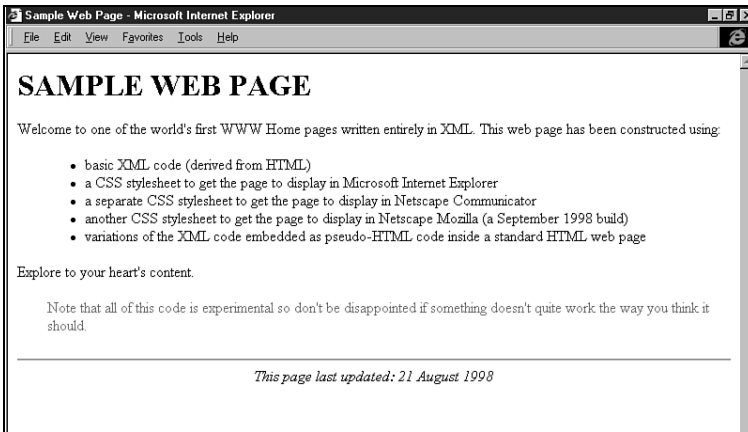 Sample Web Page - Microsoft Internet Explorer
File Edit View Favorites Tools Help
SAMPLE WEB PAGE
Welcome to one of the world's first WWW Home pages written entirely in XML. This web page has been constructed using:
• basic XML code (derived from HTML)
• a CSS stylesheet to get the page to display in Microsoft Internet Explorer
• a separate CSS stylesheet to get the page to display in Netscape Communicator
• another CSS stylesheet to get the page to display in Netscape Mozilla (a September 1998 build)
• variations of the XML code embedded as pseudo-HTML code inside a standard HTML web page
Explore to your heart's content.
Note that all of this code is experimental so don't be disappointed if something doesn't quite work the way you think it
should.
This page last updated: 21 August 1998